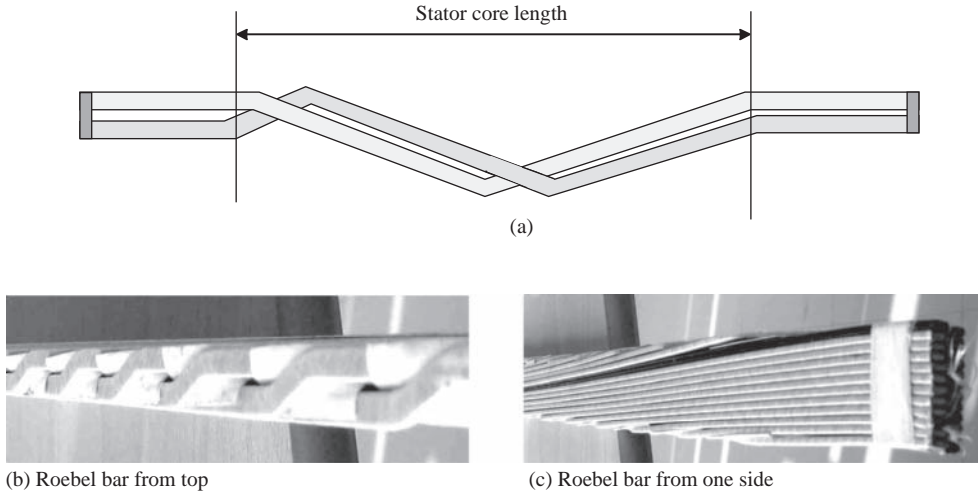 Stator core length
(a)
(b) Roebel bar from top
(c) Roebel bar from one side